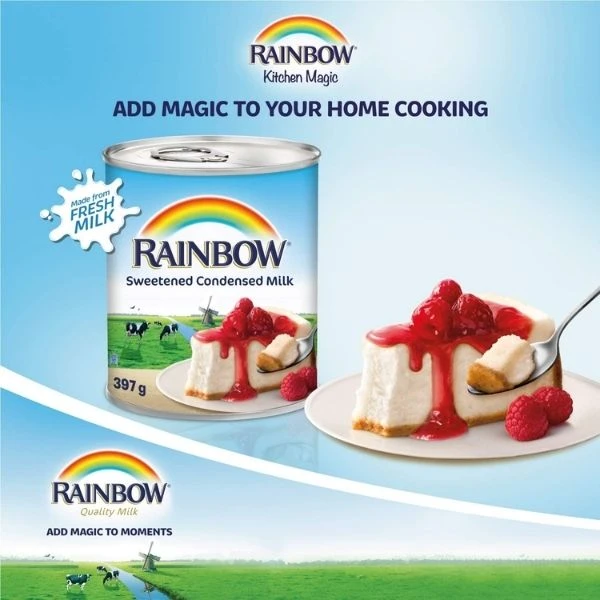 RAINBOW
Kitchen Magic
ADD MAGIC TO YOUR HOME COOKING
Made from
FRESH
MILK
RAINBOW
Sweetened Condensed Milk
397 g
RAINBOW
Quality Milk
ADD MAGIC TO MOMENTS